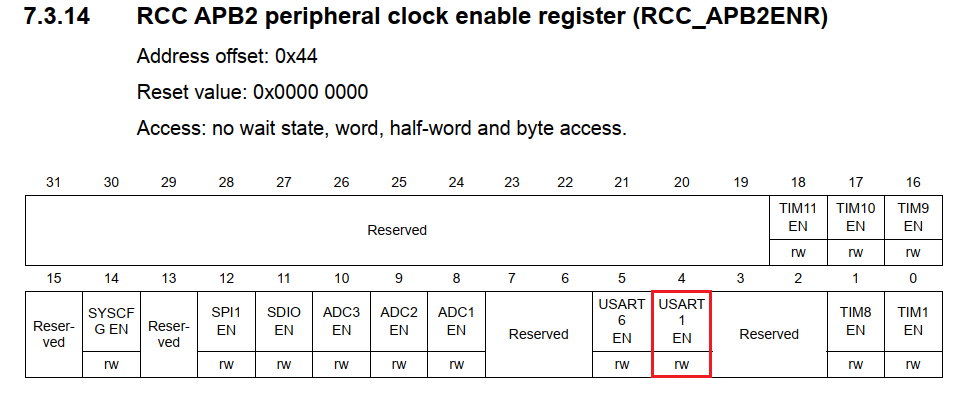 7.3.14 RCC APB2 peripheral clock enable register (RCC_APB2ENR)
Address offset: 0x44
Reset value: 0x0000 0000
Access: no wait state, word, half-word and byte access.
31 30 29 28 27 26 25 24 23 22 21 20 19 18 17 16
Reserved
TIM11
EN
TIM10
EN
TIM9
EN
rw rw rw
15 14 13 12 11 10 9 8 7 6 5 4 3 2 1 0
Reser-
ved
SYSCF
G EN
Reser-
ved
SPI1
EN
SDIO
EN
ADC3
EN
ADC2
EN
ADC1
EN
Reserved
USART
6
EN
USART
1
EN
Reserved
TIM8
EN
TIM1
EN
rw rw rw rw rw rw rw rw rw rw